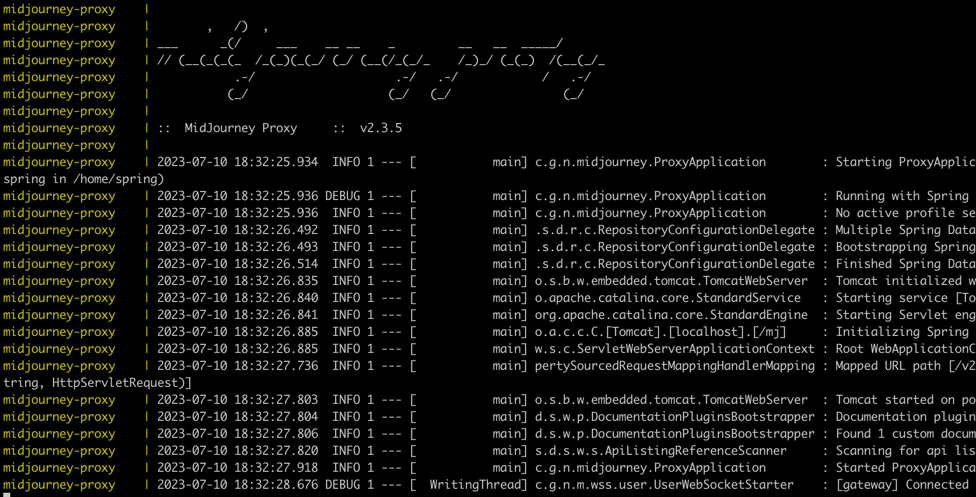 midjourney-proxy |
midjourney-proxy | , /) ,
midjourney-proxy | ___ _(/ ___ __ __ _ __ __ _____/
midjourney-proxy | // (__(_(_(_ /_(_)(_(_/ (_/ (__(/_(_/_ /_)_/ (_(_) /(__(_/_
midjourney-proxy | .-/ .-/ .-/ / .-/
midjourney-proxy | (_/ (_/ (_/ (_/
midjourney-proxy |
midjourney-proxy | :: MidJourney Proxy :: v2.3.5
midjourney-proxy |
midjourney-proxy | 2023-07-10 18:32:25.934 INFO 1 --- [ main] c.g.n.midjourney.ProxyApplication : Starting ProxyApplic
spring in /home/spring)
midjourney-proxy | 2023-07-10 18:32:25.936 DEBUG 1 --- [ main] c.g.n.midjourney.ProxyApplication : Running with Spring
midjourney-proxy | 2023-07-10 18:32:25.936 INFO 1 --- [ main] c.g.n.midjourney.ProxyApplication : No active profile se
midjourney-proxy | 2023-07-10 18:32:26.492 INFO 1 --- [ main] .s.d.r.c.RepositoryConfigurationDelegate : Multiple Spring Data
midjourney-proxy | 2023-07-10 18:32:26.493 INFO 1 --- [ main] .s.d.r.c.RepositoryConfigurationDelegate : Bootstrapping Spring
midjourney-proxy | 2023-07-10 18:32:26.514 INFO 1 --- [ main] .s.d.r.c.RepositoryConfigurationDelegate : Finished Spring Data
midjourney-proxy | 2023-07-10 18:32:26.835 INFO 1 --- [ main] o.s.b.w.embedded.tomcat.TomcatWebServer : Tomcat initialized w
midjourney-proxy | 2023-07-10 18:32:26.840 INFO 1 --- [ main] o.apache.catalina.core.StandardService : Starting service [To
midjourney-proxy | 2023-07-10 18:32:26.841 INFO 1 --- [ main] org.apache.catalina.core.StandardEngine : Starting Servlet eng
midjourney-proxy | 2023-07-10 18:32:26.885 INFO 1 --- [ main] o.a.c.c.C.[Tomcat].[localhost].[/mj] : Initializing Spring
midjourney-proxy | 2023-07-10 18:32:26.885 INFO 1 --- [ main] w.s.c.ServletWebServerApplicationContext : Root WebApplicationC
midjourney-proxy | 2023-07-10 18:32:27.736 INFO 1 --- [ main] pertySourcedRequestMappingHandlerMapping : Mapped URL path [/v2
tring, HttpServletRequest)]
midjourney-proxy | 2023-07-10 18:32:27.803 INFO 1 --- [ main] o.s.b.w.embedded.tomcat.TomcatWebServer : Tomcat started on po
midjourney-proxy | 2023-07-10 18:32:27.804 INFO 1 --- [ main] d.s.w.p.DocumentationPluginsBootstrapper : Documentation plugin
midjourney-proxy | 2023-07-10 18:32:27.806 INFO 1 --- [ main] d.s.w.p.DocumentationPluginsBootstrapper : Found 1 custom docum
midjourney-proxy | 2023-07-10 18:32:27.820 INFO 1 --- [ main] s.d.s.w.s.ApiListingReferenceScanner : Scanning for api lis
midjourney-proxy | 2023-07-10 18:32:27.918 INFO 1 --- [ main] c.g.n.midjourney.ProxyApplication : Started ProxyApplica
midjourney-proxy | 2023-07-10 18:32:28.676 DEBUG 1 --- [ WritingThread] c.g.n.m.wss.user.UserWebSocketStarter : [gateway] Connected